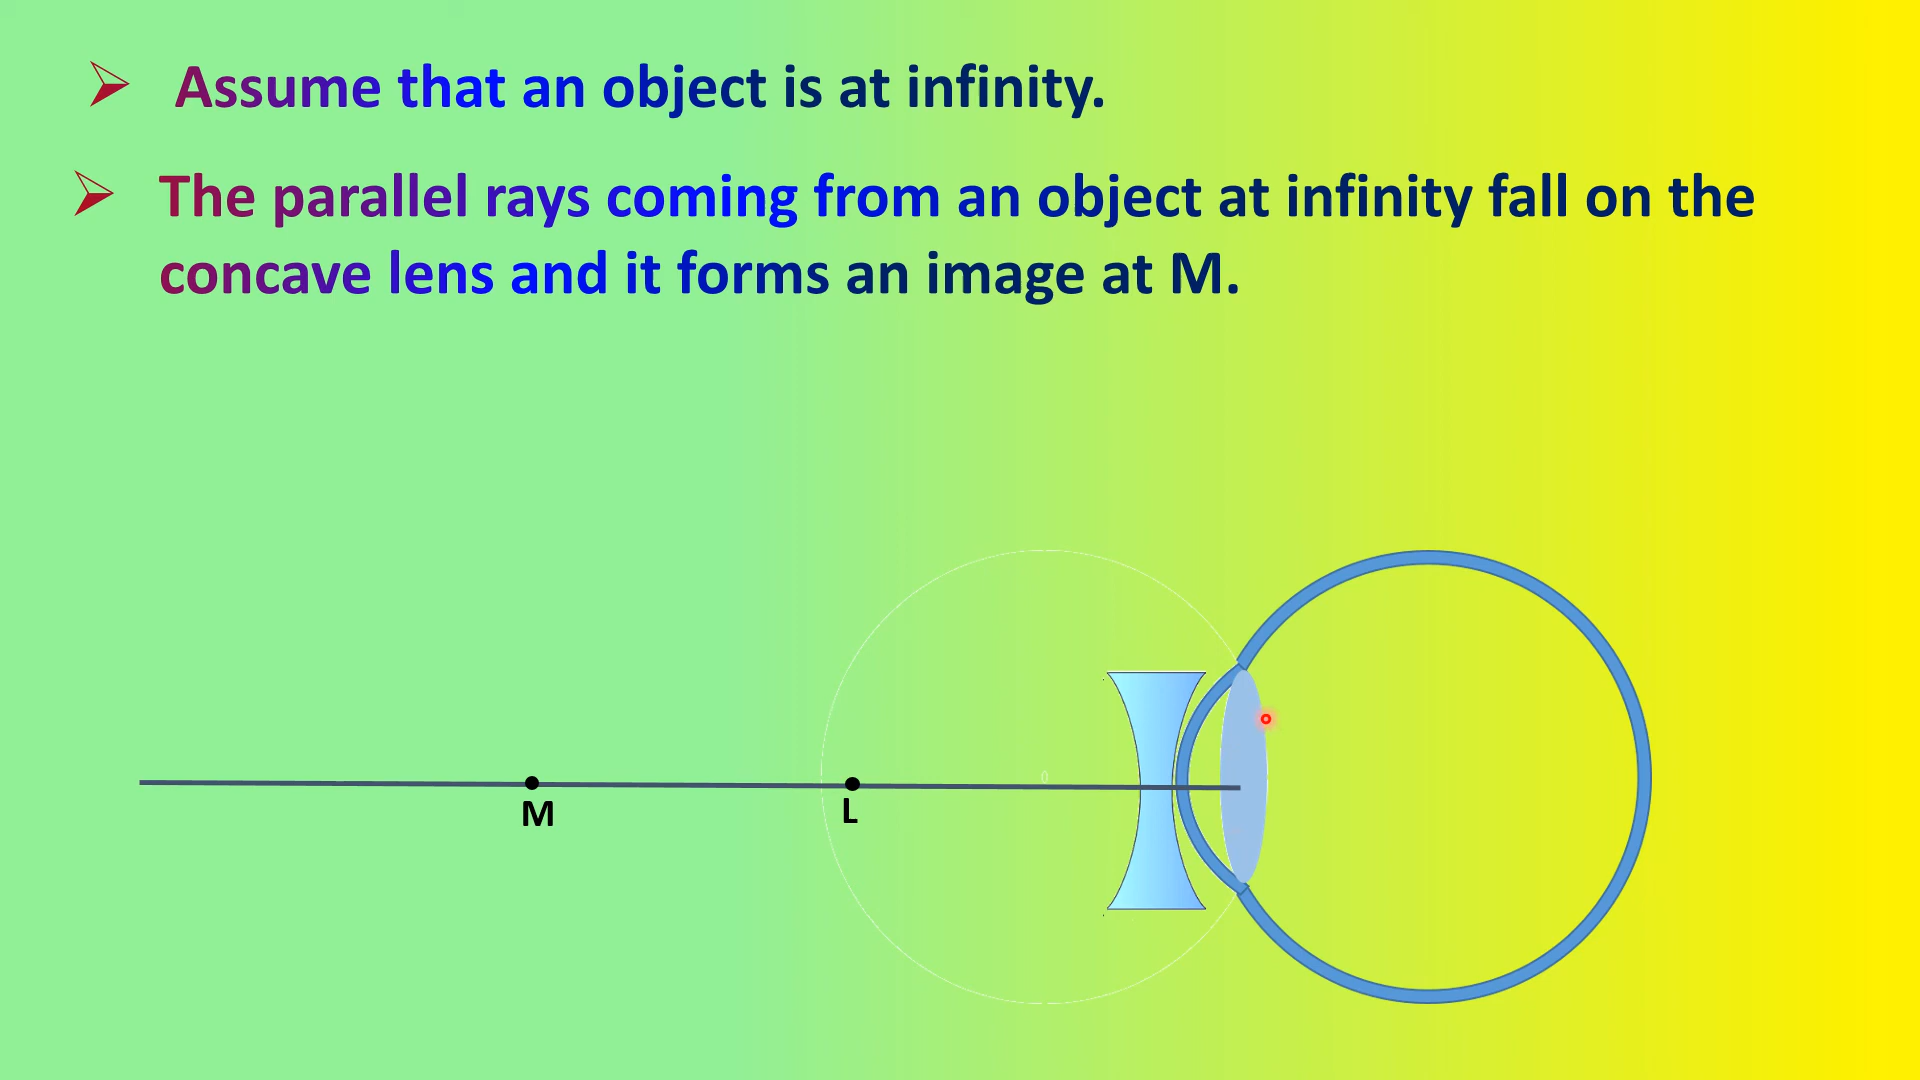 Assume that an object is at infinity.
The parallel rays coming from an object at infinity fall on the
concave lens and it forms an image at M.
0
M
L